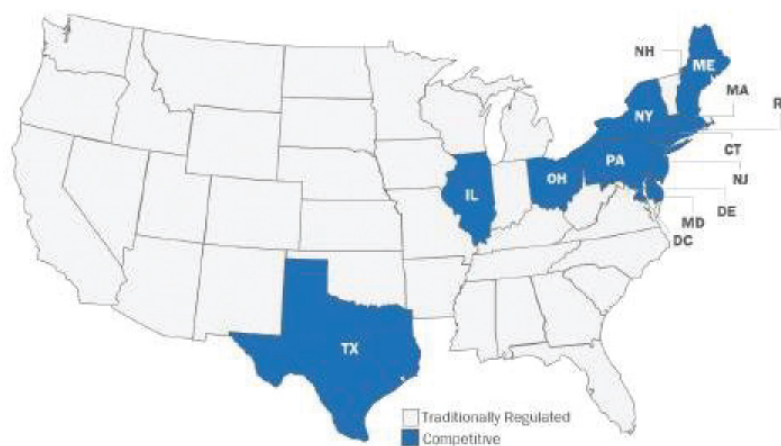 NH
ME
MA
R
NY
CT
PA
NJ
OH
IL
DE
MD
DC
TX
Traditionally Regulated
Competitive